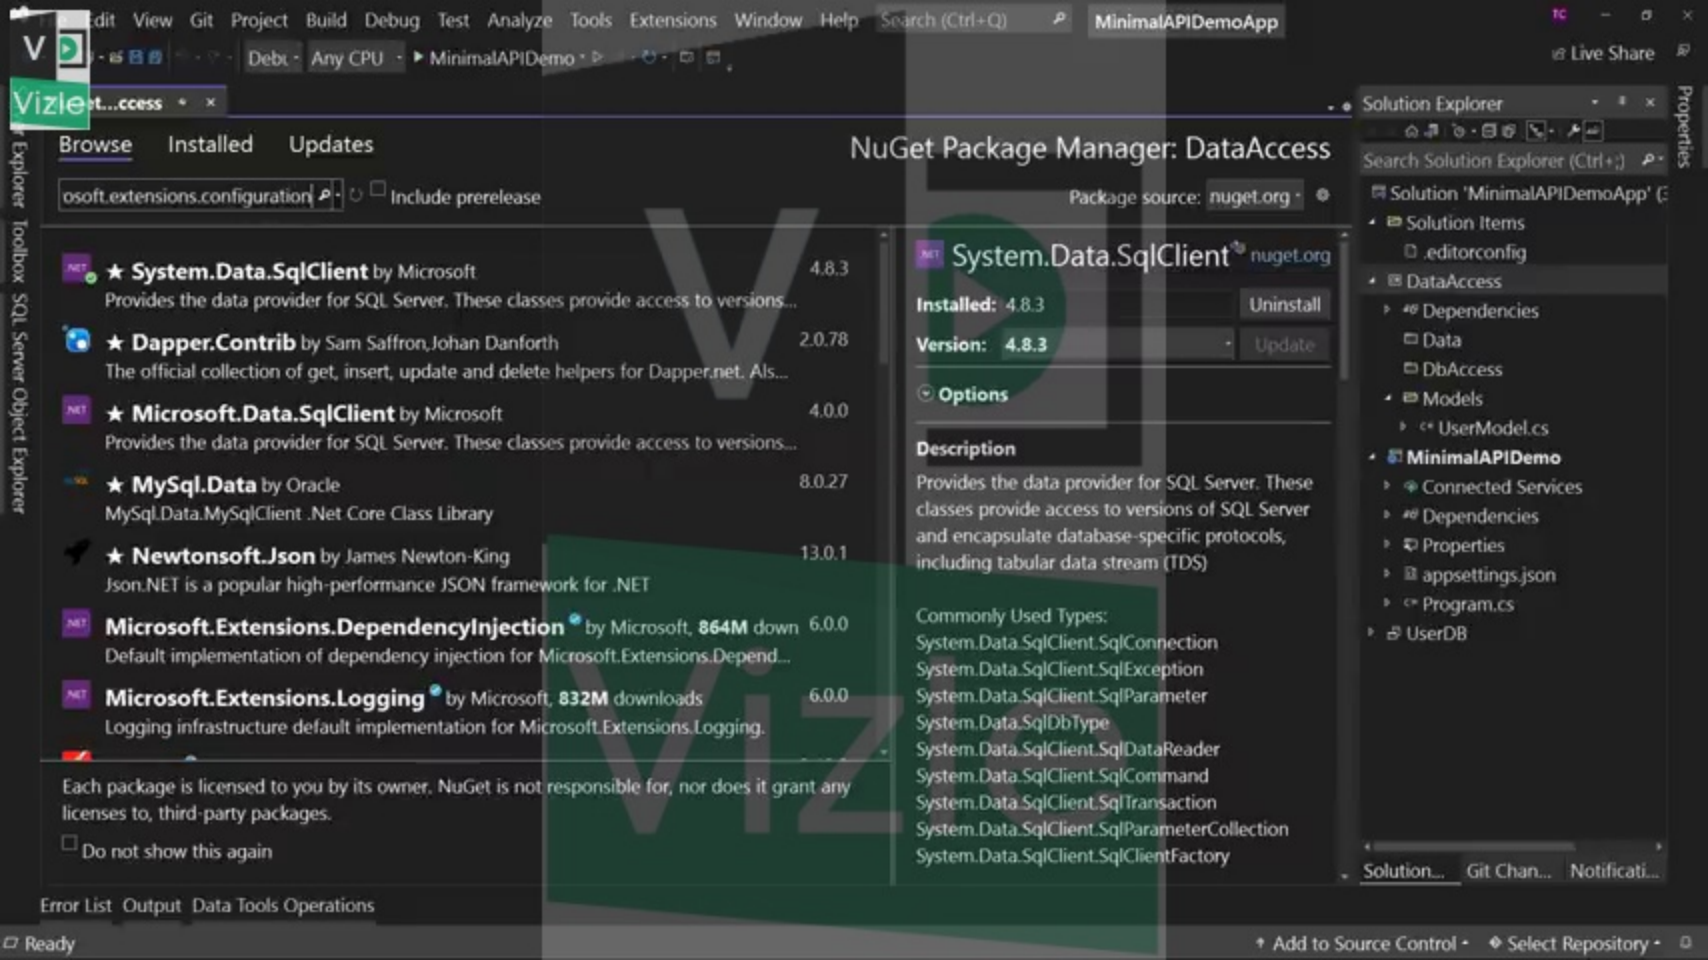 Edit View Git Project Build Debug Test Analyze Tools Extensions Window Help Search (Ctrl+Q) MinimalAPIDemoApp TC
Any CPU MinimalAPIDemo Live Share
V
Vizle
Browse Installed Updates NuGet Package Manager: DataAccess
osoft.extensions.configuration Include prerelease Package source: nuget.org
System.Data.SqlClient by Microsoft 4.8.3
Provides the data provider for SQL Server. These classes provide access to versions...
Dapper.Contrib by Sam Saffron,Johan Danforth 2.0.78
The official collection of get, insert, update and delete helpers for Dapper.net. Als...
Microsoft.Data.SqlClient by Microsoft 4.0.0
Provides the data provider for SQL Server. These classes provide access to versions...
MySql.Data by Oracle 8.0.27
MySql.Data.MySqlClient .Net Core Class Library
Newtonsoft.Json by James Newton-King 13.0.1
Json.NET is a popular high-performance JSON framework for .NET
Microsoft.Extensions.DependencyInjection by Microsoft, 864M down 6.0.0
Default implementation of dependency injection for Microsoft.Extensions.Depend...
Microsoft.Extensions.Logging by Microsoft, 832M downloads 6.0.0
Logging infrastructure default implementation for Microsoft.Extensions.Logging.
Each package is licensed to you by its owner. NuGet is not responsible for, nor does it grant any
licenses to, third-party packages.
Do not show this again
System.Data.SqlClient nuget.org
Installed: 4.8.3 Uninstall
Version: 4.8.3 Update
Options
Description
Provides the data provider for SQL Server. These
classes provide access to versions of SQL Server
and encapsulate database-specific protocols,
including tabular data stream (TDS)
Commonly Used Types:
System.Data.SqlClient.SqlConnection
System.Data.SqlClient.SqlException
System.Data.SqlClient.SqlParameter
System.Data.SqlDbType
System.Data.SqlClient.SqlDataReader
System.Data.SqlClient.SqlCommand
System.Data.SqlClient.SqlTransaction
System.Data.SqlClient.SqlParameterCollection
System.Data.SqlClient.SqlClientFactory
V
Vizle
Solution Explorer
Search Solution Explorer (Ctrl+;)
Solution 'MinimalAPIDemoApp' (3
Solution Items
.editorconfig
DataAccess
Dependencies
Data
DbAccess
Models
UserModel.cs
MinimalAPIDemo
Connected Services
Dependencies
Properties
appsettings.json
Program.cs
UserDB
Solution... Git Chan... Notificati...
Properties
Explorer
Toolbox
SQL Server Object Explorer
Error List Output Data Tools Operations
Ready Add to Source Control Select Repository